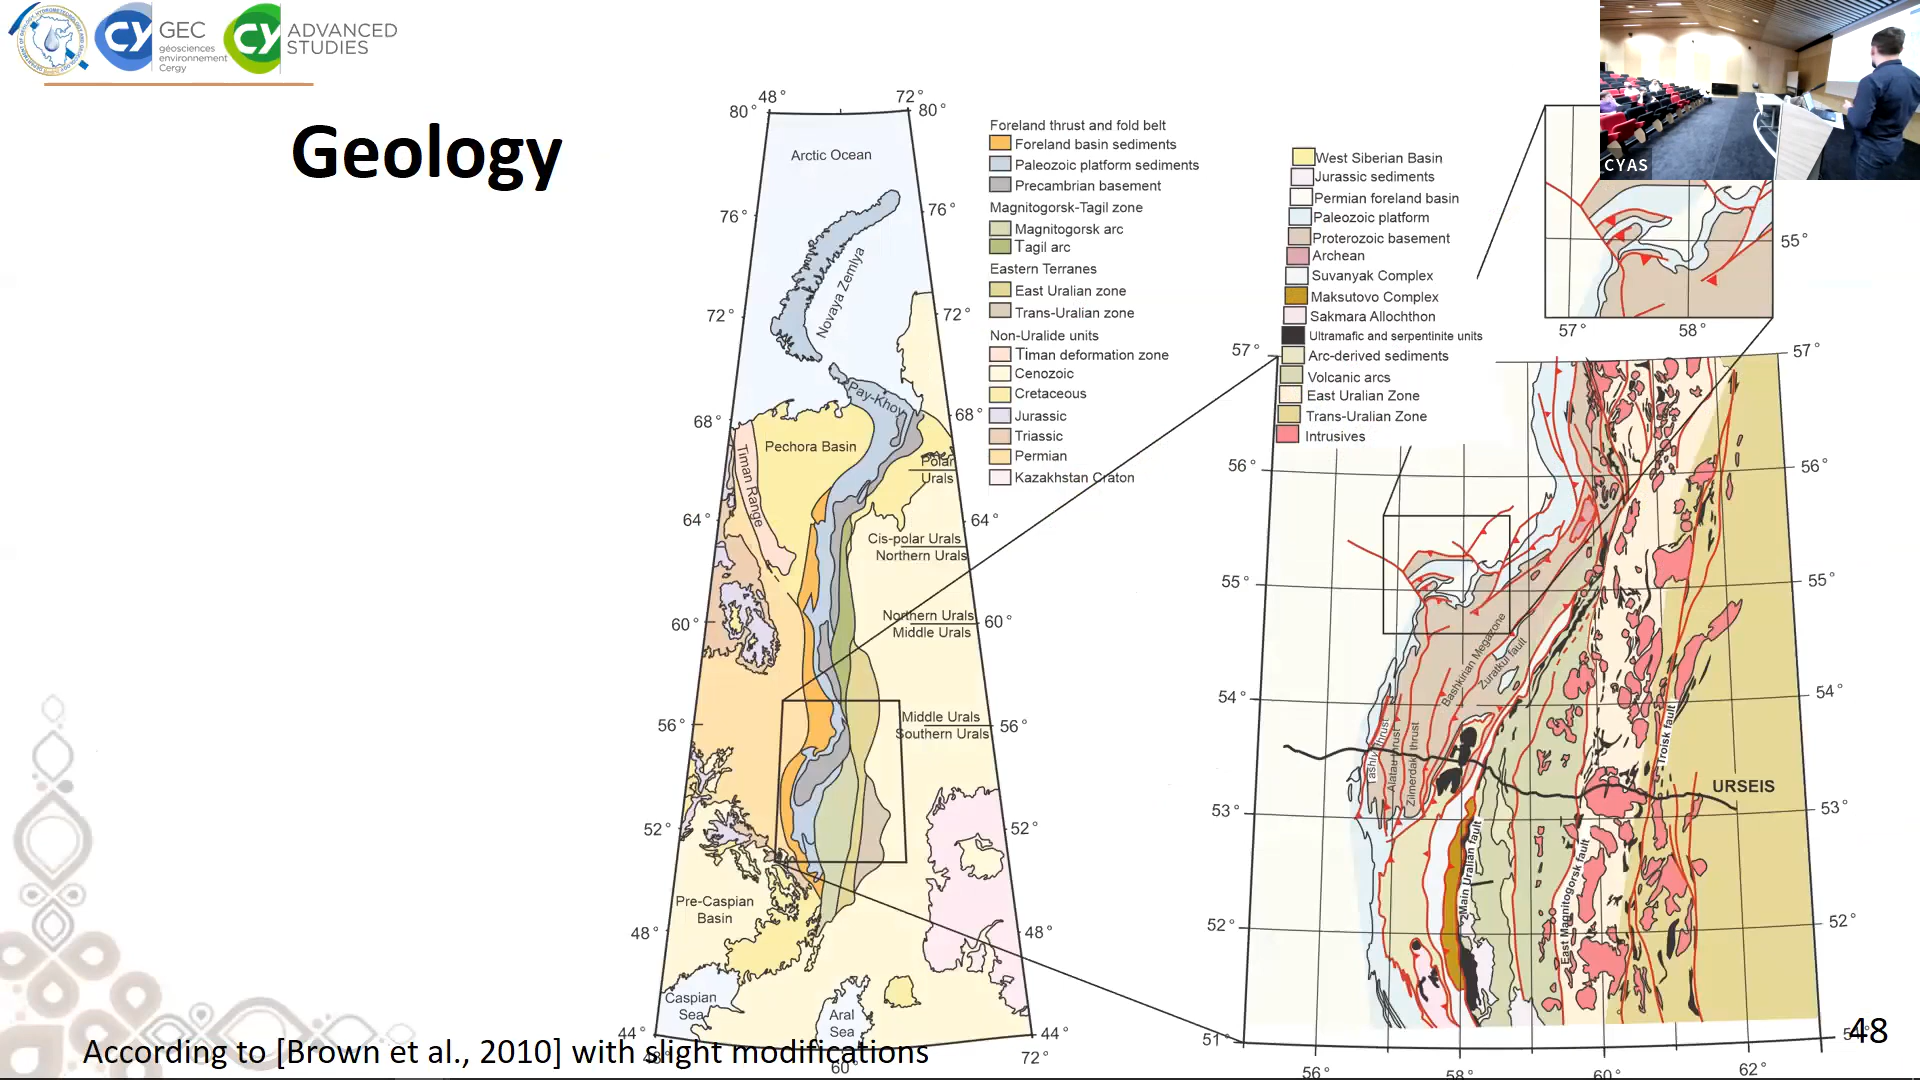 CY
GEC
géosciences
environnement
Cergy
CY
ADVANCED
STUDIES
Geology
CYAS
48°
72°
80°
80°
Arctic Ocean
76°
76°
Novaya Zemlya
72°
72°
Pay-Khoy
68°
68°
Pechora Basin
Timan Range
Polar
Urals
64°
64°
Cis-polar Urals
Northern Urals
60°
60°
Northern Urals
Middle Urals
56°
56°
Middle Urals
Southern Urals
52°
52°
Pre-Caspian
Basin
48°
48°
Caspian
Sea
Aral
Sea
44°
44°
48°
60°
72°
Foreland thrust and fold belt
Foreland basin sediments
Paleozoic platform sediments
Precambrian basement
Magnitogorsk-Tagil zone
Magnitogorsk arc
Tagil arc
Eastern Terranes
East Uralian zone
Trans-Uralian zone
Non-Uralide units
Timan deformation zone
Cenozoic
Cretaceous
Jurassic
Triassic
Permian
Kazakhstan Craton
West Siberian Basin
Jurassic sediments
Permian foreland basin
Paleozoic platform
Proterozoic basement
Archean
Suvanyak Complex
Maksutovo Complex
Sakmara Allochthon
Ultramafic and serpentinite units
Arc-derived sediments
Volcanic arcs
East Uralian Zone
Trans-Uralian Zone
Intrusives
55°
57°
58°
57°
57°
56°
56°
55°
55°
54°
54°
53°
53°
52°
52°
51°
56°
58°
60°
62°
Bashkirian Megazone
Zuratkul fault
Tashly thrust
Alatau thrust
Zilmerdak thrust
Main Uralian fault
East Magnitogorsk fault
Troisk fault
URSEIS
According to [Brown et al., 2010] with slight modifications
48